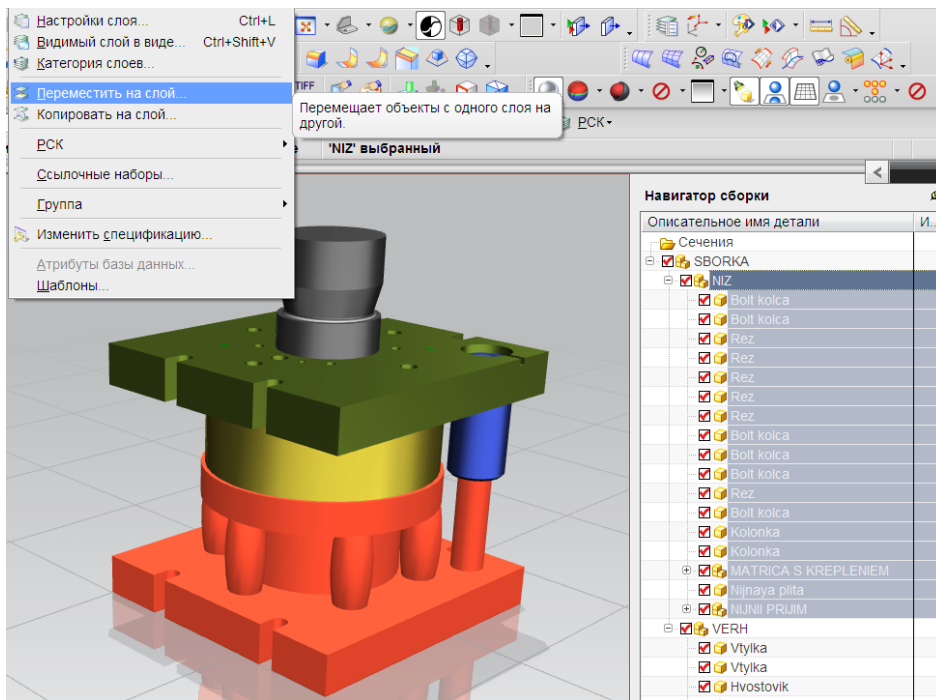 Настройки слоя... Ctrl+L
Видимый слой в виде... Ctrl+Shift+V
Категория слоев...
Переместить на слой...
Копировать на слой...
РСК
Ссылочные наборы...
Группа
Изменить спецификацию...
Атрибуты базы данных...
Шаблоны...
TIFF
Перемещает объекты с одного слоя на
другой.
РСК
'NIZ' выбранный
Навигатор сборки
Описательное имя детали И...
Сечения
SBORKA
NIZ
Bolt kolca
Bolt kolca
Rez
Rez
Rez
Rez
Rez
Bolt kolca
Bolt kolca
Bolt kolca
Rez
Bolt kolca
Kolonka
Kolonka
MATRICA S KREPLENIEM
Nijnaya plita
NIJNII PRIJIM
VERH
Vtylka
Vtylka
Hvostovik